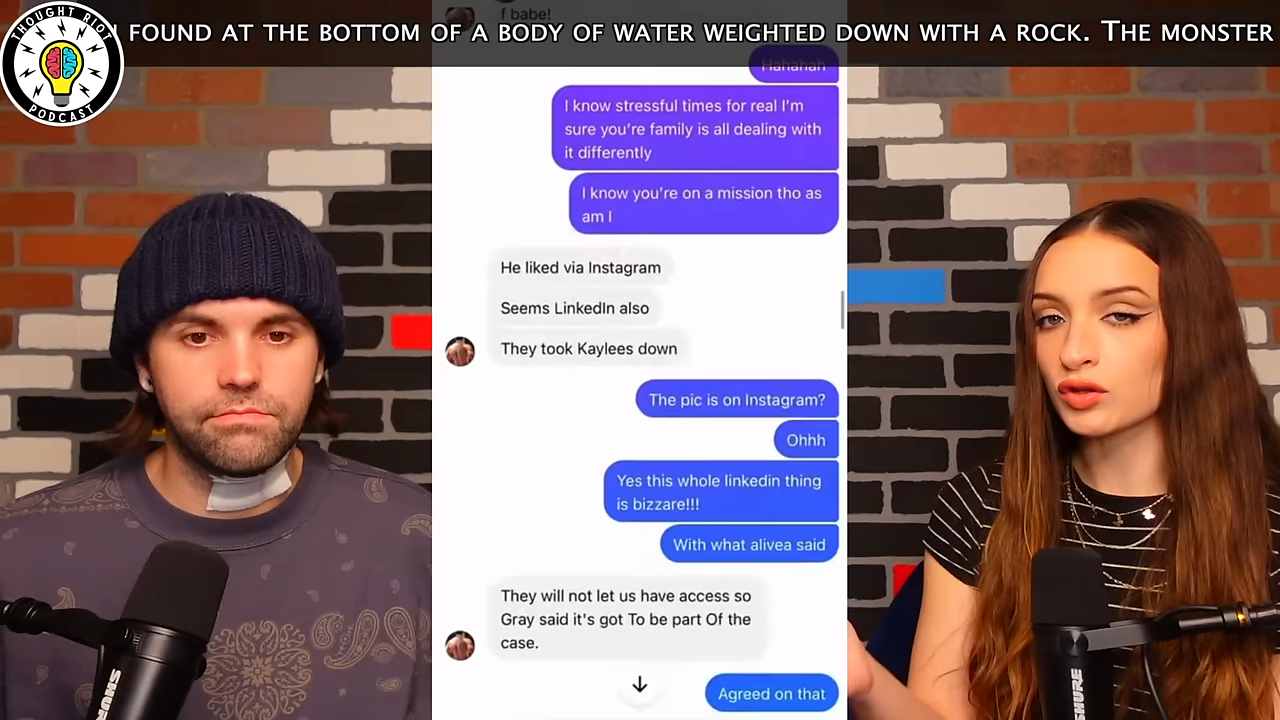 THOUGHT RIOT
PODCAST
FOUND AT THE BOTTOM OF A BODY OF WATER WEIGHTED DOWN WITH A ROCK. THE MONSTER
f babe!
Hahahah
I know stressful times for real I'm
sure you're family is all dealing with
it differently
I know you're on a mission tho as
am I
He liked via Instagram
Seems LinkedIn also
They took Kaylees down
The pic is on Instagram?
Ohhh
Yes this whole linkedin thing
is bizzare!!!
With what alivea said
They will not let us have access so
Gray said it's got To be part Of the
case.
Agreed on that
SHURE
SHURE